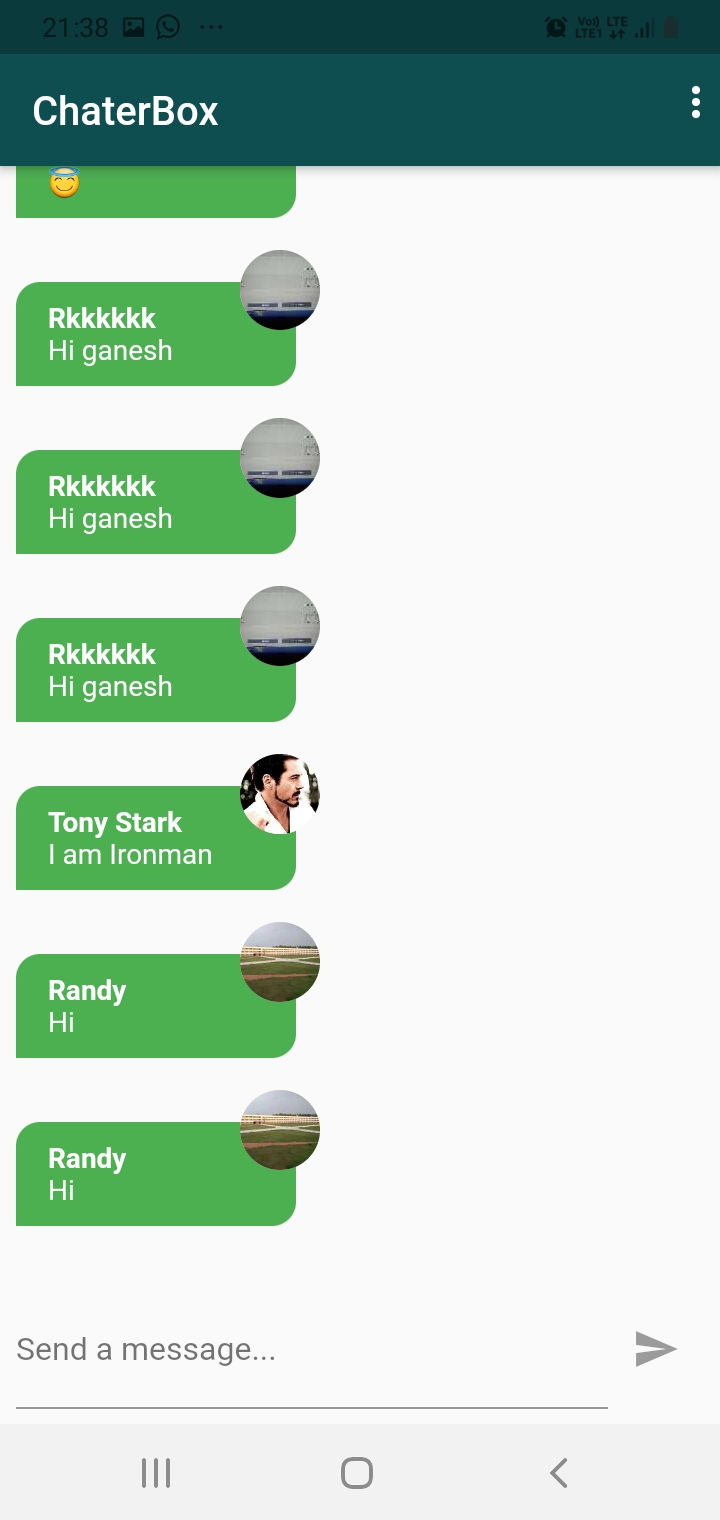 21:38
Vo)) LTE
LTE1
ChaterBox
😇
Rkkkkkk
Hi ganesh
Rkkkkkk
Hi ganesh
Rkkkkkk
Hi ganesh
Tony Stark
I am Ironman
Randy
Hi
Randy
Hi
Send a message...